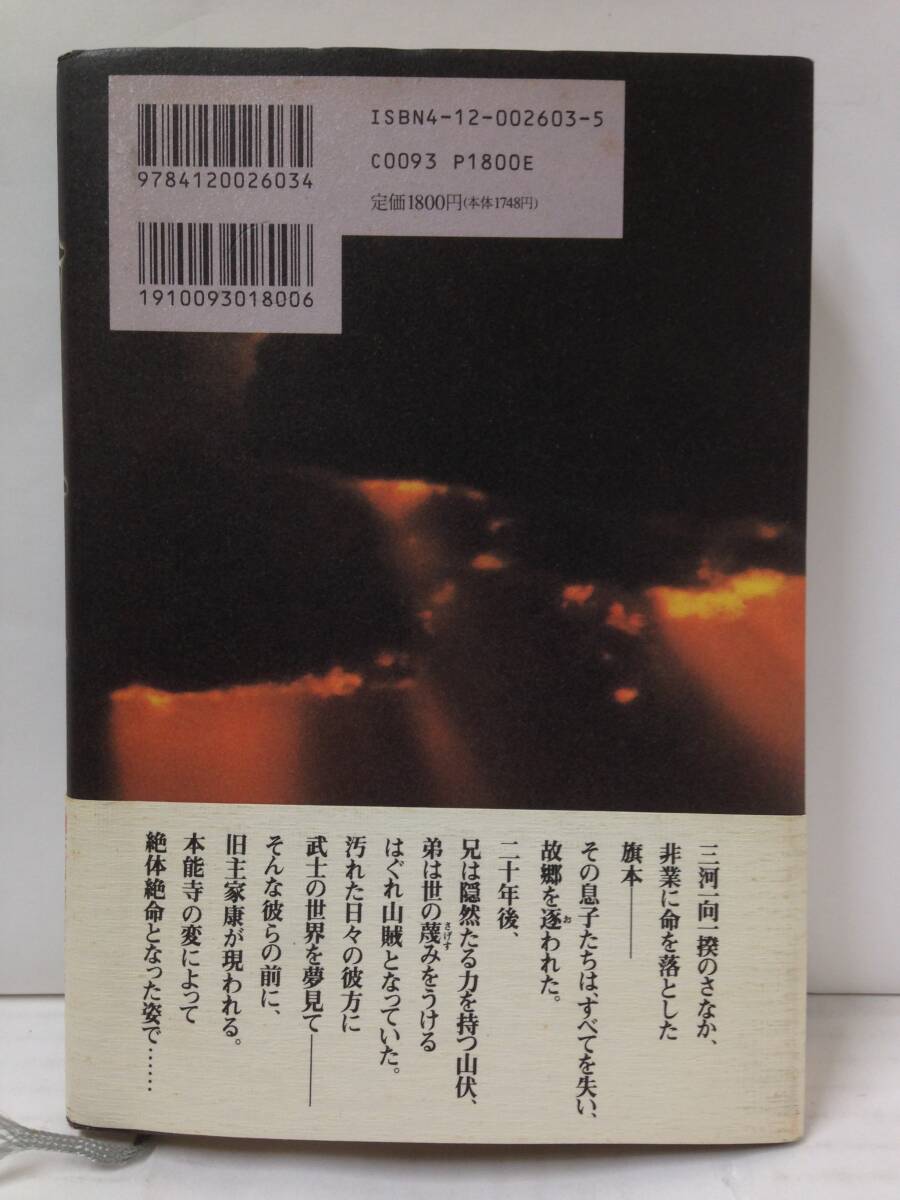 ISBN4-12-002603-5
C0093 P1800E
定価1800円(本体1748円)
9784120026034
1910093018006
三河一向一揆のさなか、
非業に命を落とした
旗本——
その息子たちは、すべてを失い、
故郷を逐(お)われた。
二十年後、
兄は隠然たる力を持つ山伏、
弟は世の蔑(さげす)みをうける
はぐれ山賊となっていた。
汚れた日々の彼方に
武士の世界を夢見て——
そんな彼らの前に、
旧主家康が現われる。
本能寺の変によって
絶体絶命となった姿で……